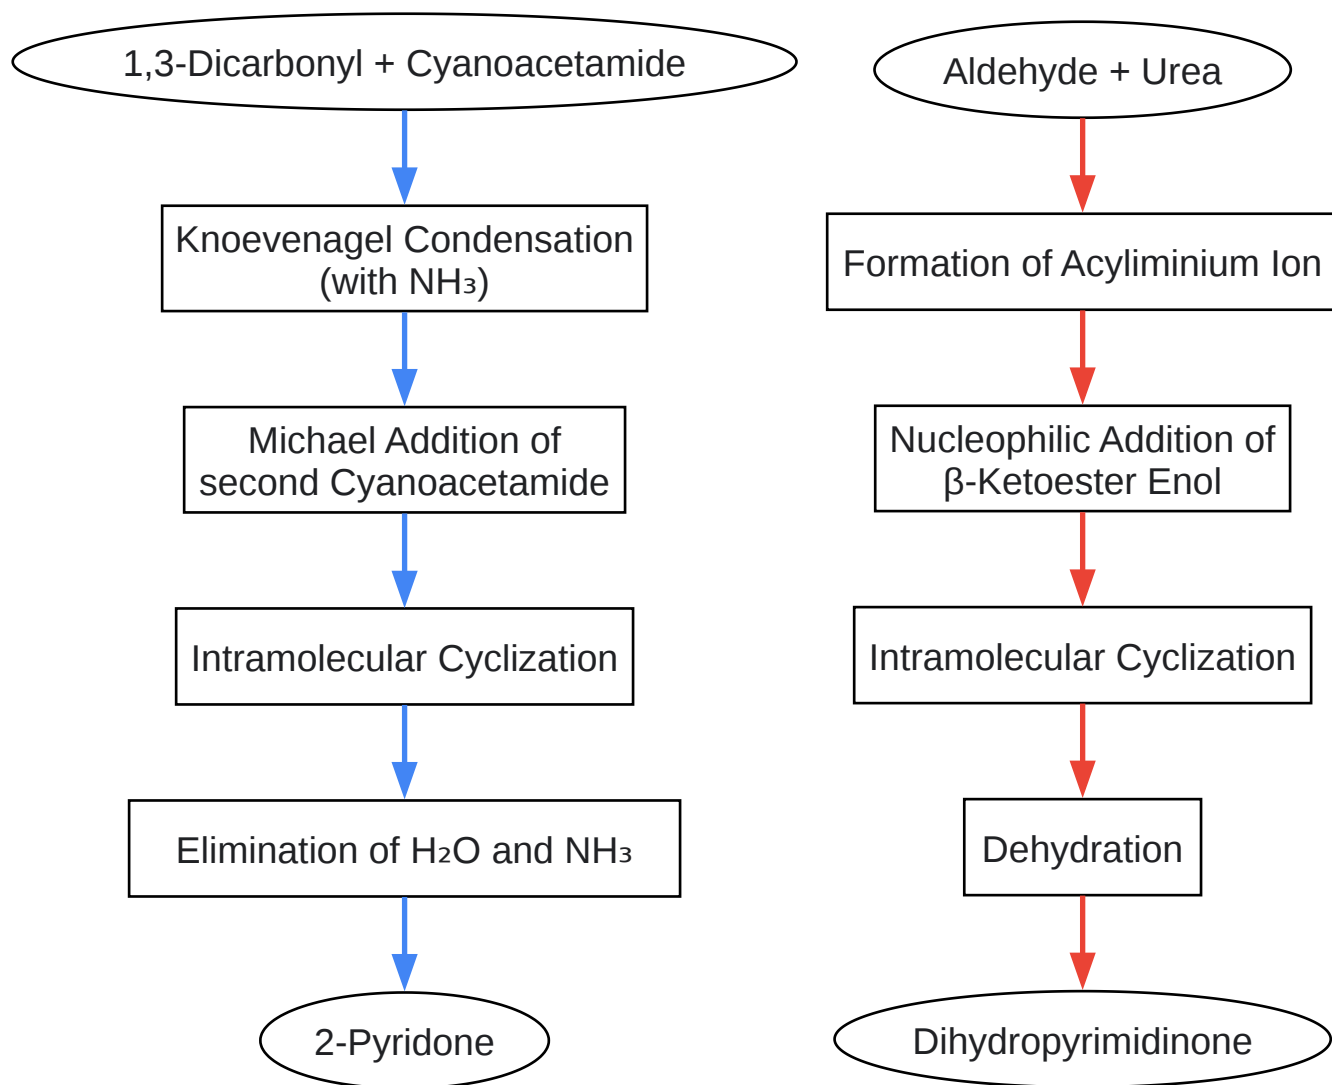 1,3-Dicarbonyl + Cyanoacetamide
Knoevenagel Condensation
(with NH₃)
Michael Addition of
second Cyanoacetamide
Intramolecular Cyclization
Elimination of H₂O and NH₃
2-Pyridone
Aldehyde + Urea
Formation of Acyliminium Ion
Nucleophilic Addition of
β-Ketoester Enol
Intramolecular Cyclization
Dehydration
Dihydropyrimidinone